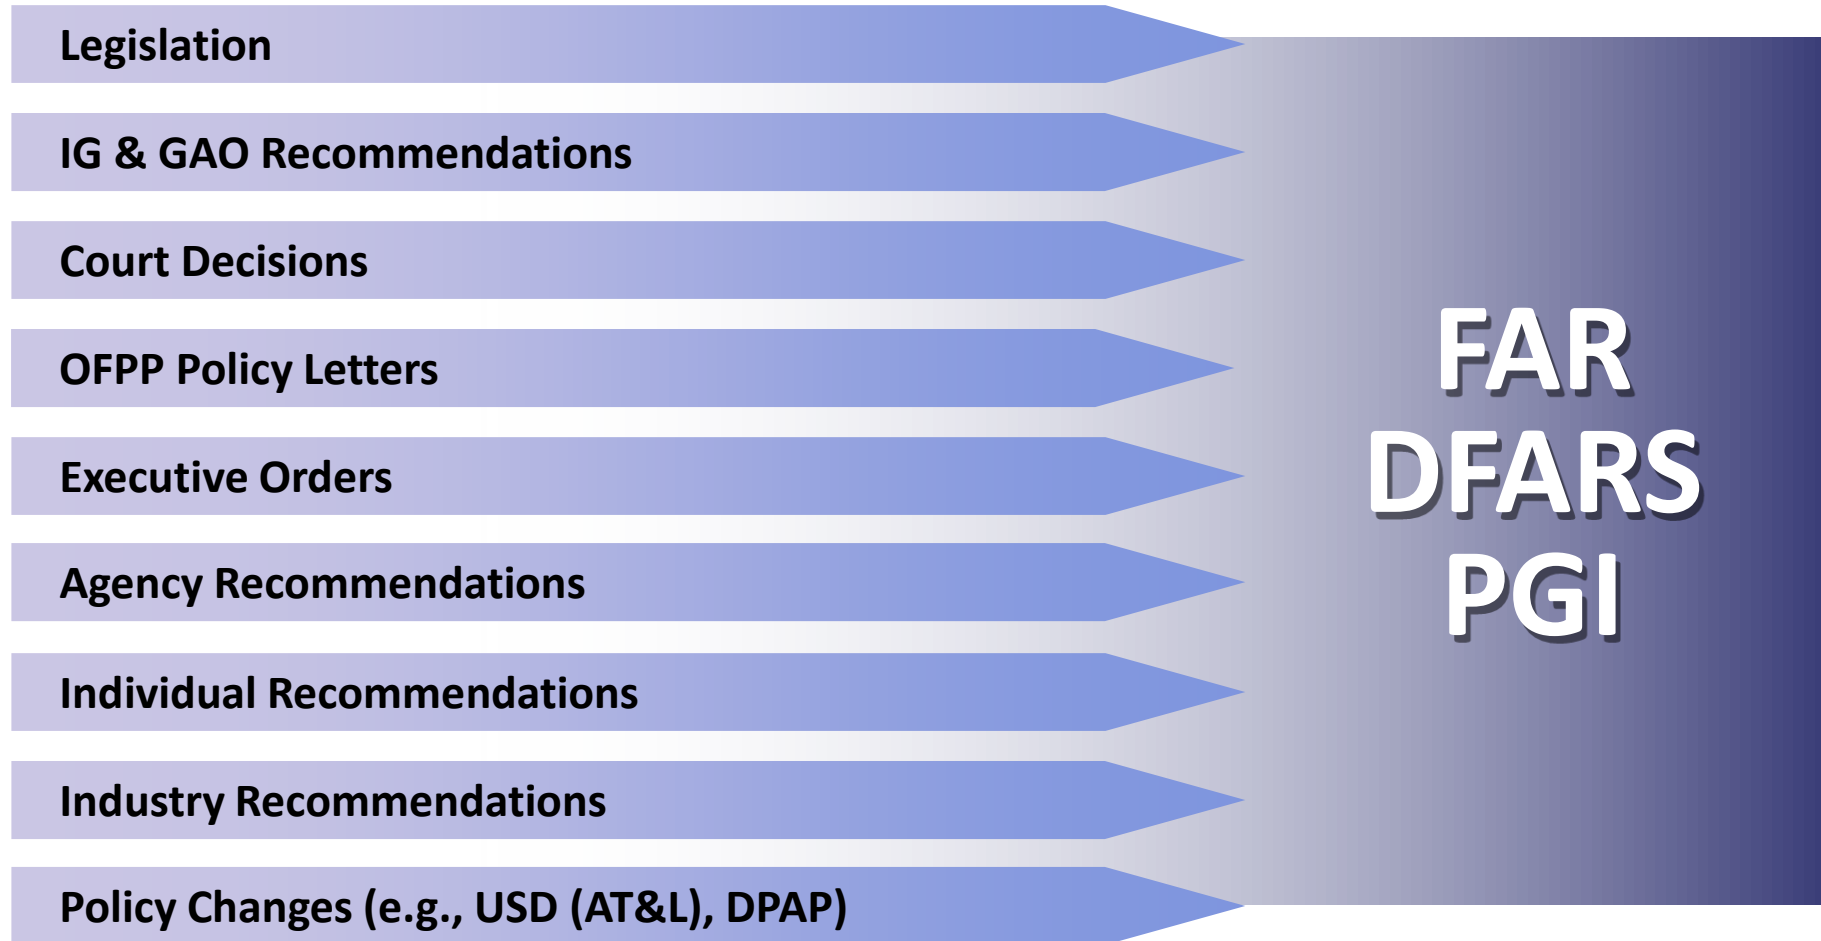 Legislation
IG & GAO Recommendations
Court Decisions
OFPP Policy Letters
Executive Orders
Agency Recommendations
Individual Recommendations
Industry Recommendations
Policy Changes (e.g., USD (AT&L), DPAP)
FAR
DFARS
PGI